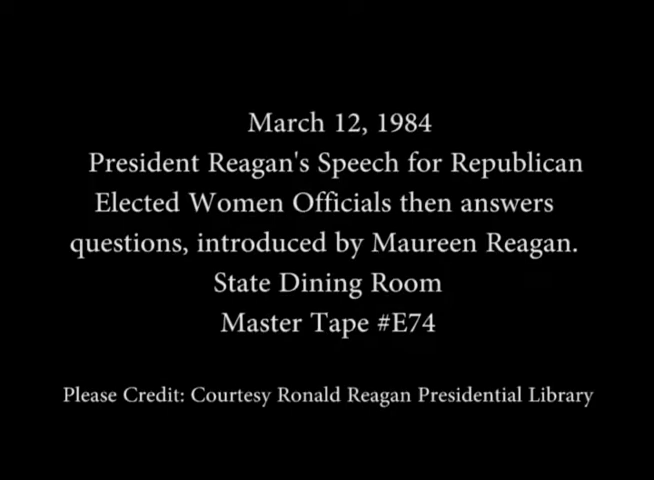 March 12, 1984
President Reagan's Speech for Republican
Elected Women Officials then answers
questions, introduced by Maureen Reagan.
State Dining Room
Master Tape #E74
Please Credit: Courtesy Ronald Reagan Presidential Library